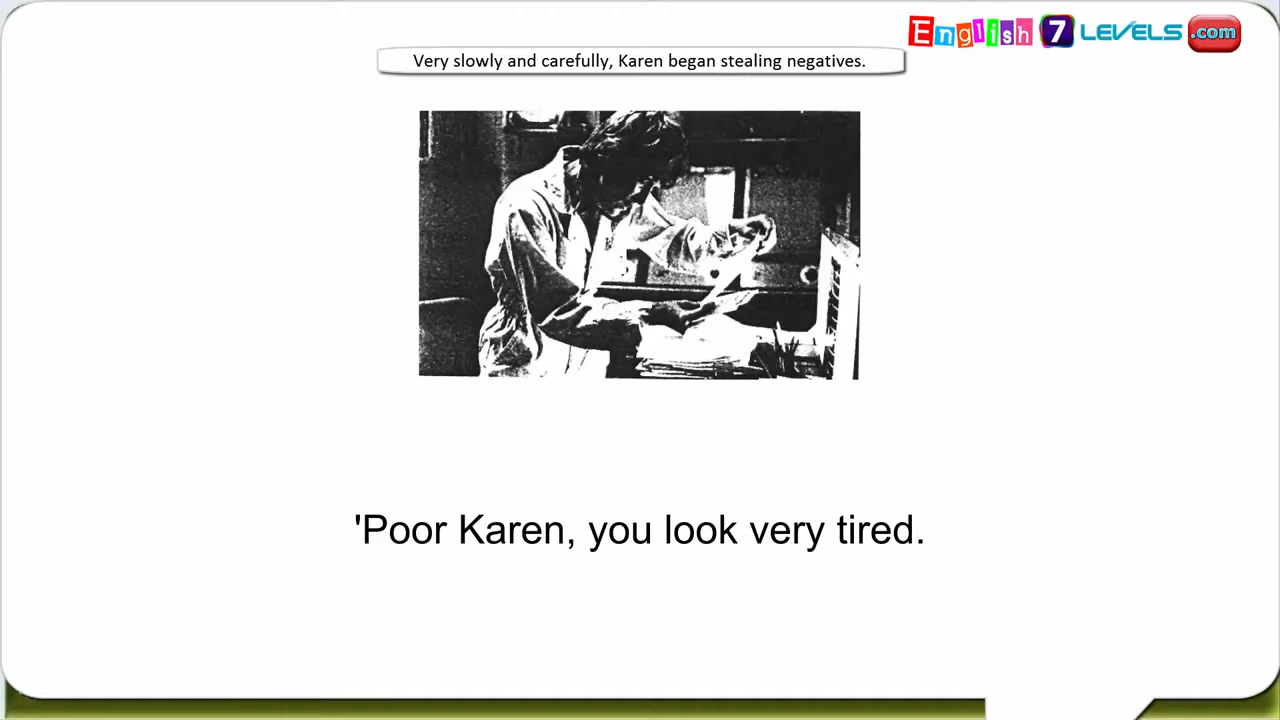 English 7 LEVELS .com
Very slowly and carefully, Karen began stealing negatives.
'Poor Karen, you look very tired.